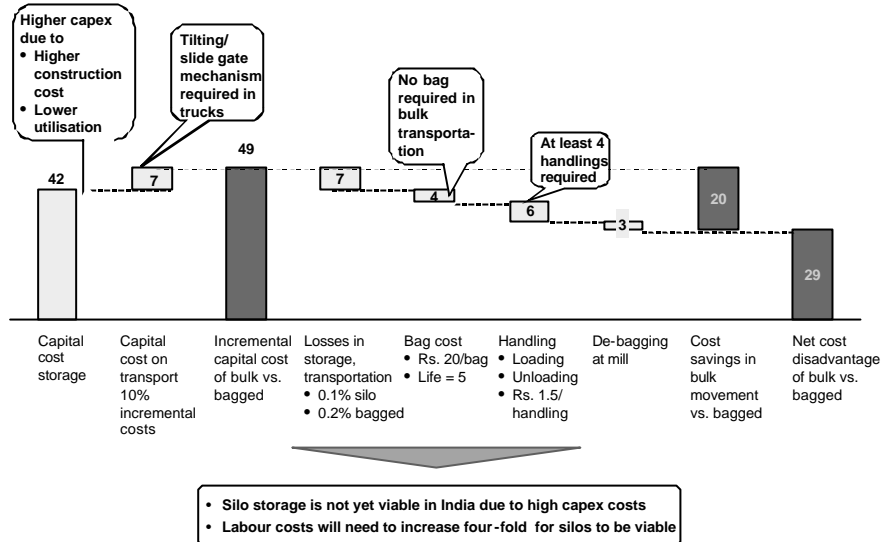 Higher capex
due to
• Higher
construction
cost
• Lower
utilisation
Tilting/
slide gate
mechanism
required in
trucks
No bag
required in
bulk
transporta-
tion
At least 4
handlings
required
42
7
49
7
4
6
3
20
29
Capital
cost
storage
Capital
cost on
transport
10%
incremental
costs
Incremental
capital cost
of bulk vs.
bagged
Losses in
storage,
transportation
• 0.1% silo
• 0.2% bagged
Bag cost
• Rs. 20/bag
• Life = 5
Handling
• Loading
• Unloading
• Rs. 1.5/
handling
De-bagging
at mill
Cost
savings in
bulk
movement
vs. bagged
Net cost
disadvantage
of bulk vs.
bagged
• Silo storage is not yet viable in India due to high capex costs
• Labour costs will need to increase four-fold for silos to be viable